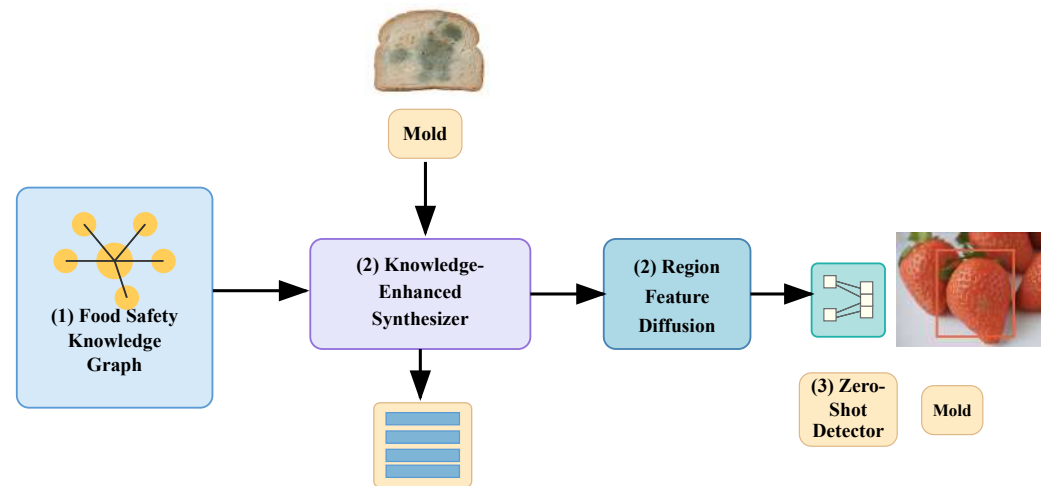 Mold
(1) Food Safety
Knowledge
Graph
(2) Knowledge-
Enhanced
Synthesizer
(2) Region
Feature
Diffusion
(3) Zero-
Shot
Detector
Mold